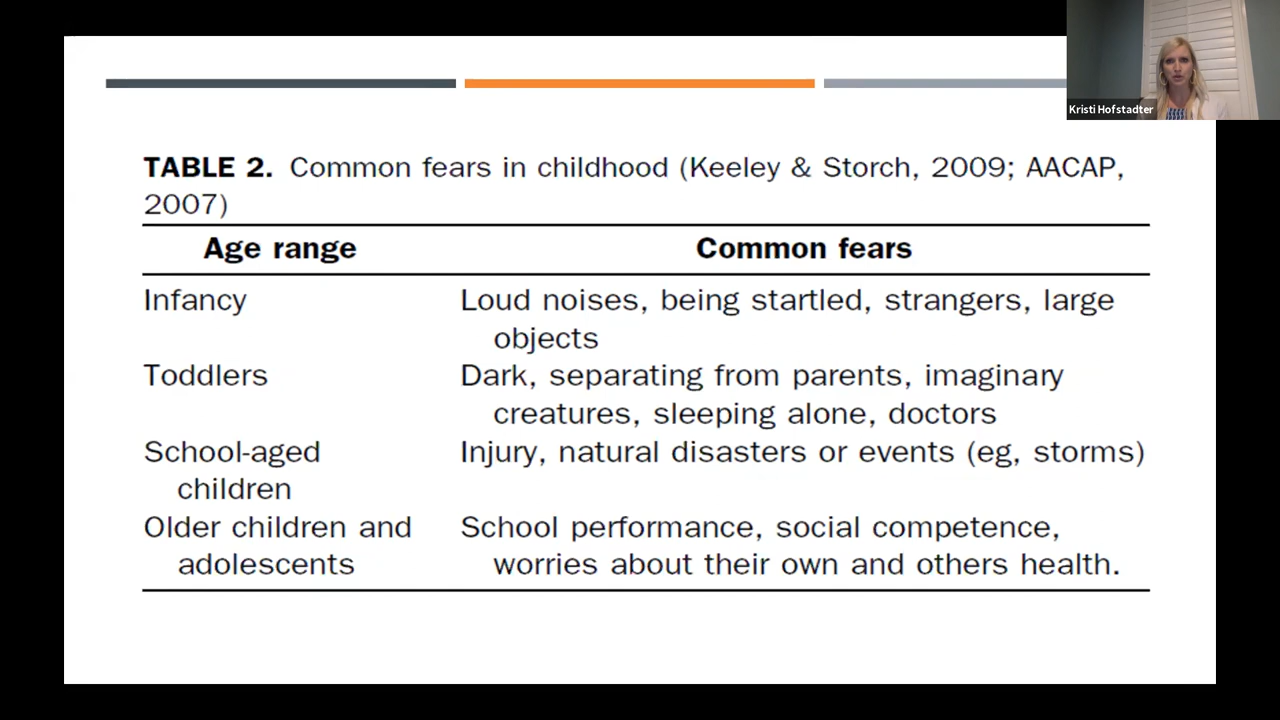 Kristi Hofstadter
TABLE 2. Common fears in childhood (Keeley & Storch, 2009; AACAP,
2007)
Age range Common fears
Infancy Loud noises, being startled, strangers, large
objects
Toddlers Dark, separating from parents, imaginary
creatures, sleeping alone, doctors
School-aged Injury, natural disasters or events (eg, storms)
children
Older children and School performance, social competence,
adolescents worries about their own and others health.